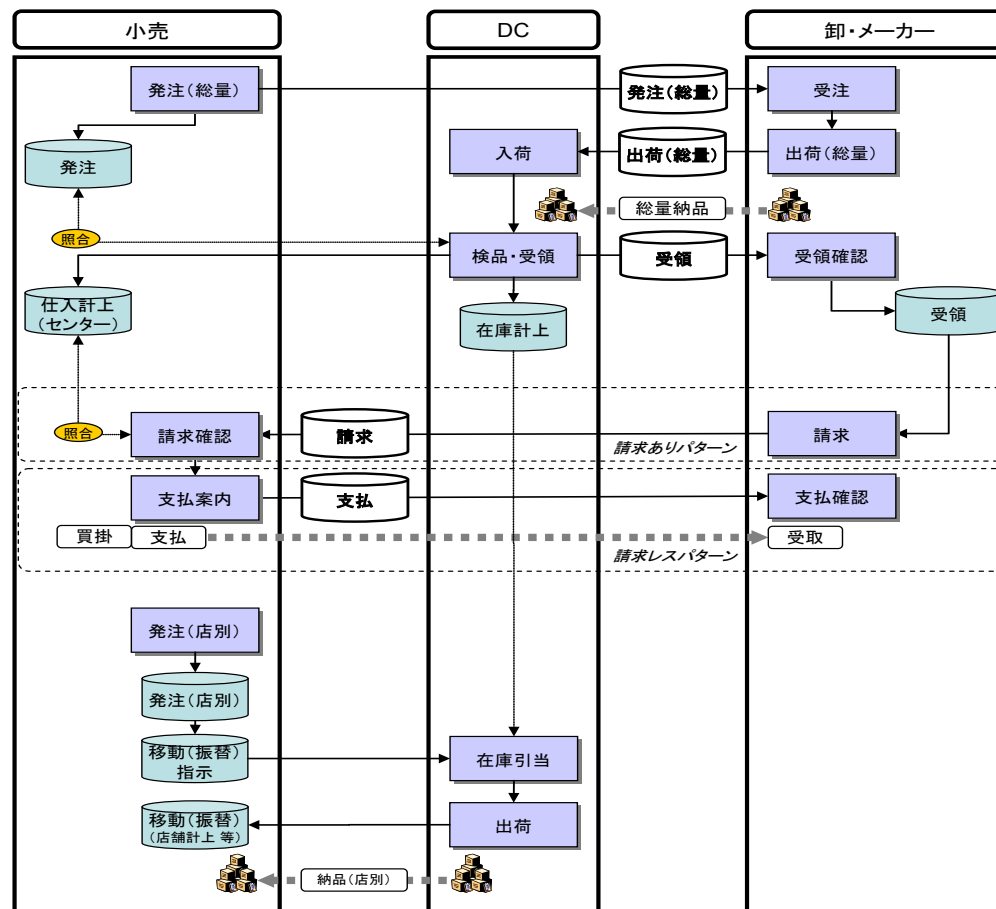 小売
DC
卸・メーカー
発注(総量)
発注(総量)
受注
発注
入荷
出荷(総量)
出荷(総量)
総量納品
照合
検品・受領
受領
受領確認
仕入計上
(センター)
在庫計上
受領
照合
請求確認
請求
請求
請求ありパターン
支払案内
支払
支払確認
買掛
支払
受取
請求レスパターン
発注(店別)
発注(店別)
移動(振替)
指示
在庫引当
移動(振替)
(店舗計上 等)
出荷
納品(店別)